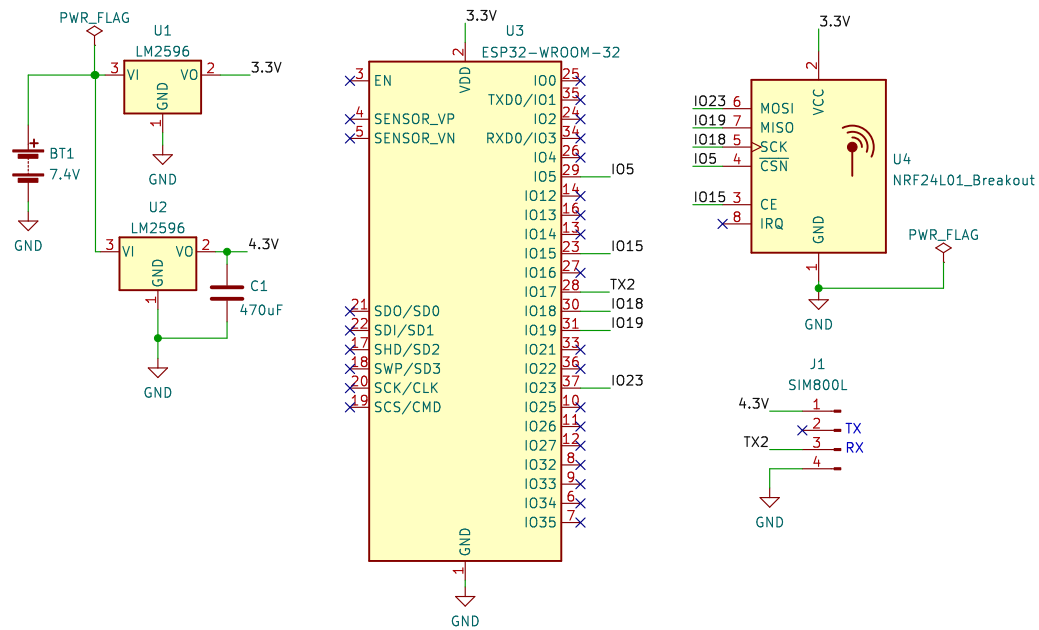 PWR_FLAG
U1
LM2596
3 VI VO 2 3.3V
GND
1
GND
BT1
7.4V
+
GND
U2
LM2596
3 VI VO 2 4.3V
GND
1
C1
470uF
GND
3.3V
2
U3
ESP32-WROOM-32
VDD
3 EN
4 SENSOR_VP
5 SENSOR_VN
21 SDO/SD0
22 SDI/SD1
17 SHD/SD2
18 SWP/SD3
20 SCK/CLK
19 SCS/CMD
IO0 25
TXD0/IO1 35
IO2 24
RXD0/IO3 34
IO4 26
IO5 29 IO5
IO12 14
IO13 16
IO14 13
IO15 23 IO15
IO16 27
IO17 28 TX2
IO18 30 IO18
IO19 31 IO19
IO21 33
IO22 36
IO23 37 IO23
IO25 10
IO26 11
IO27 12
IO32 8
IO33 9
IO34 6
IO35 7
GND
1
GND
3.3V
2
VCC
IO23 6 MOSI
IO19 7 MISO
IO18 5 SCK
IO5 4 CSN
IO15 3 CE
8 IRQ
U4
NRF24L01_Breakout
GND
1
PWR_FLAG
GND
J1
SIM800L
4.3V 1
2 TX
TX2 3 RX
4
GND